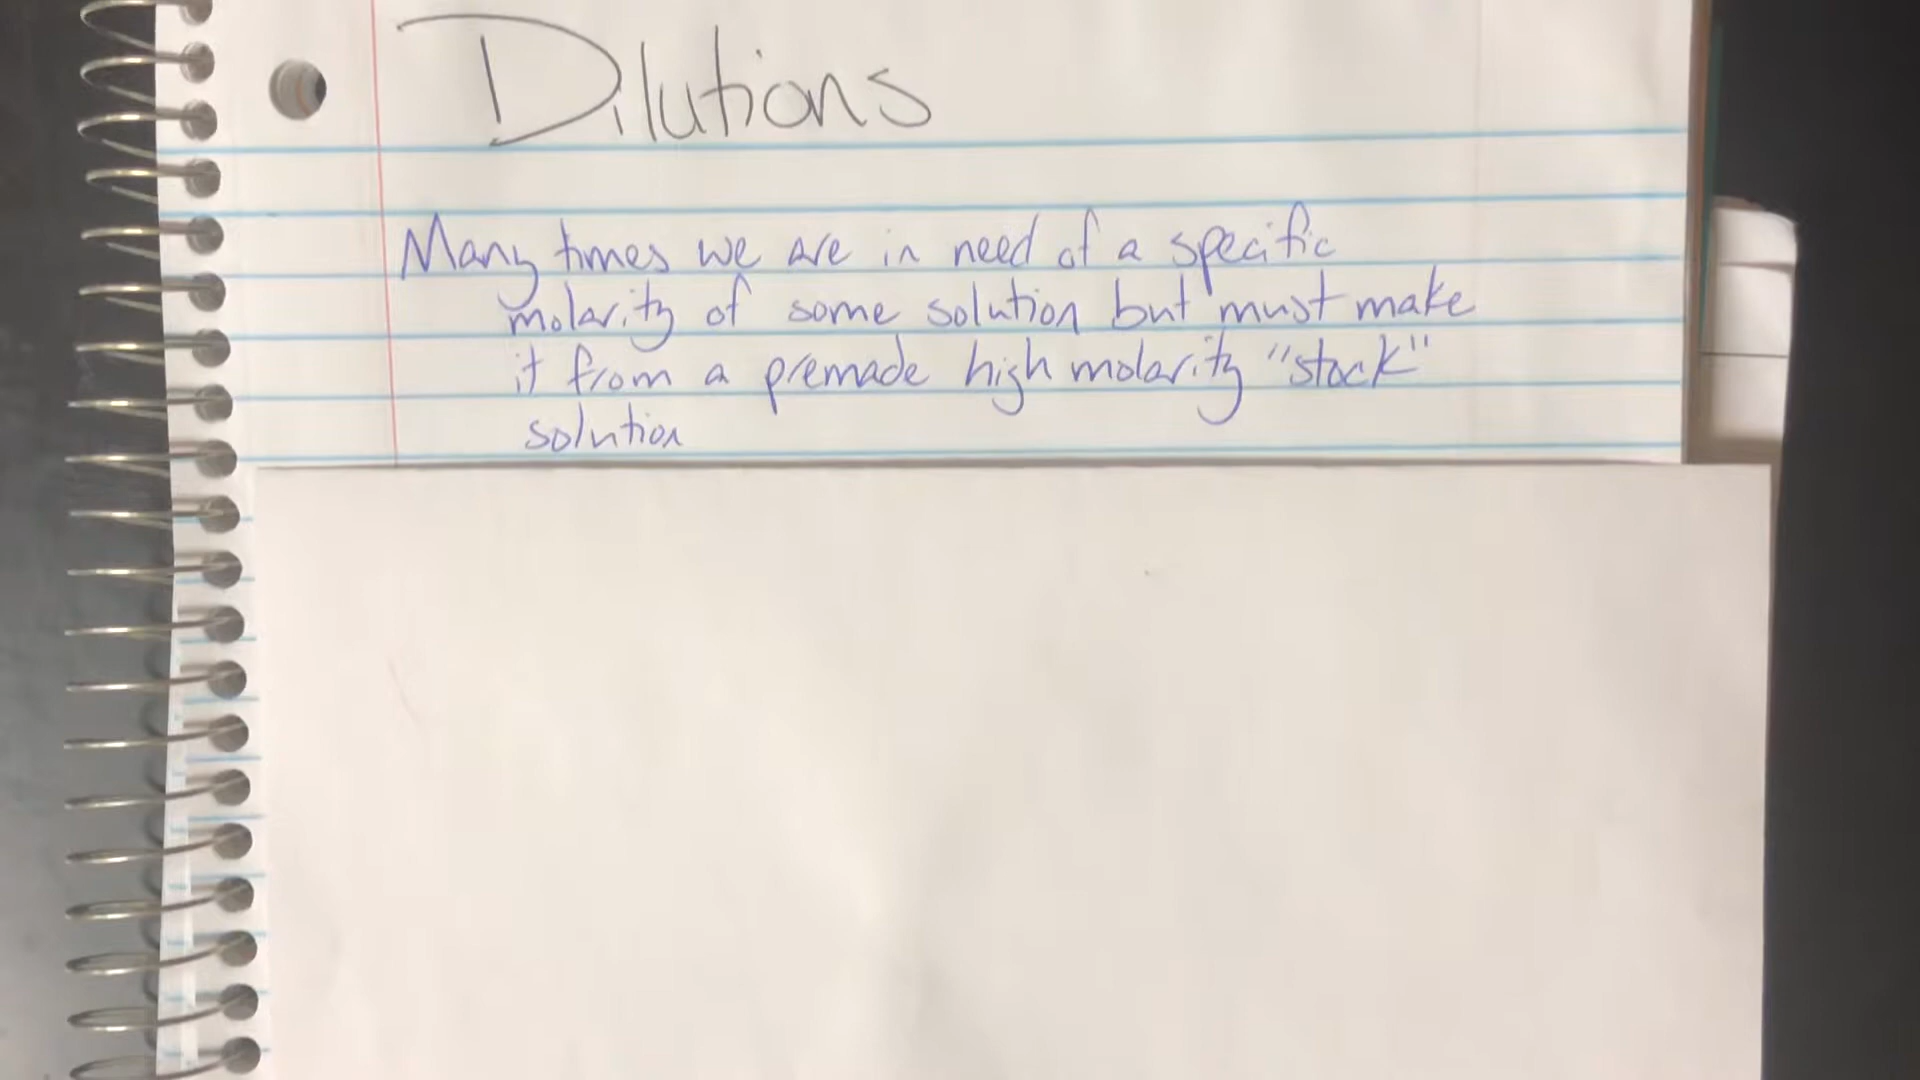 Dilutions
Many times we are in need of a specific
molarity of some solution but must make
it from a premade high molarity "stock"
solution